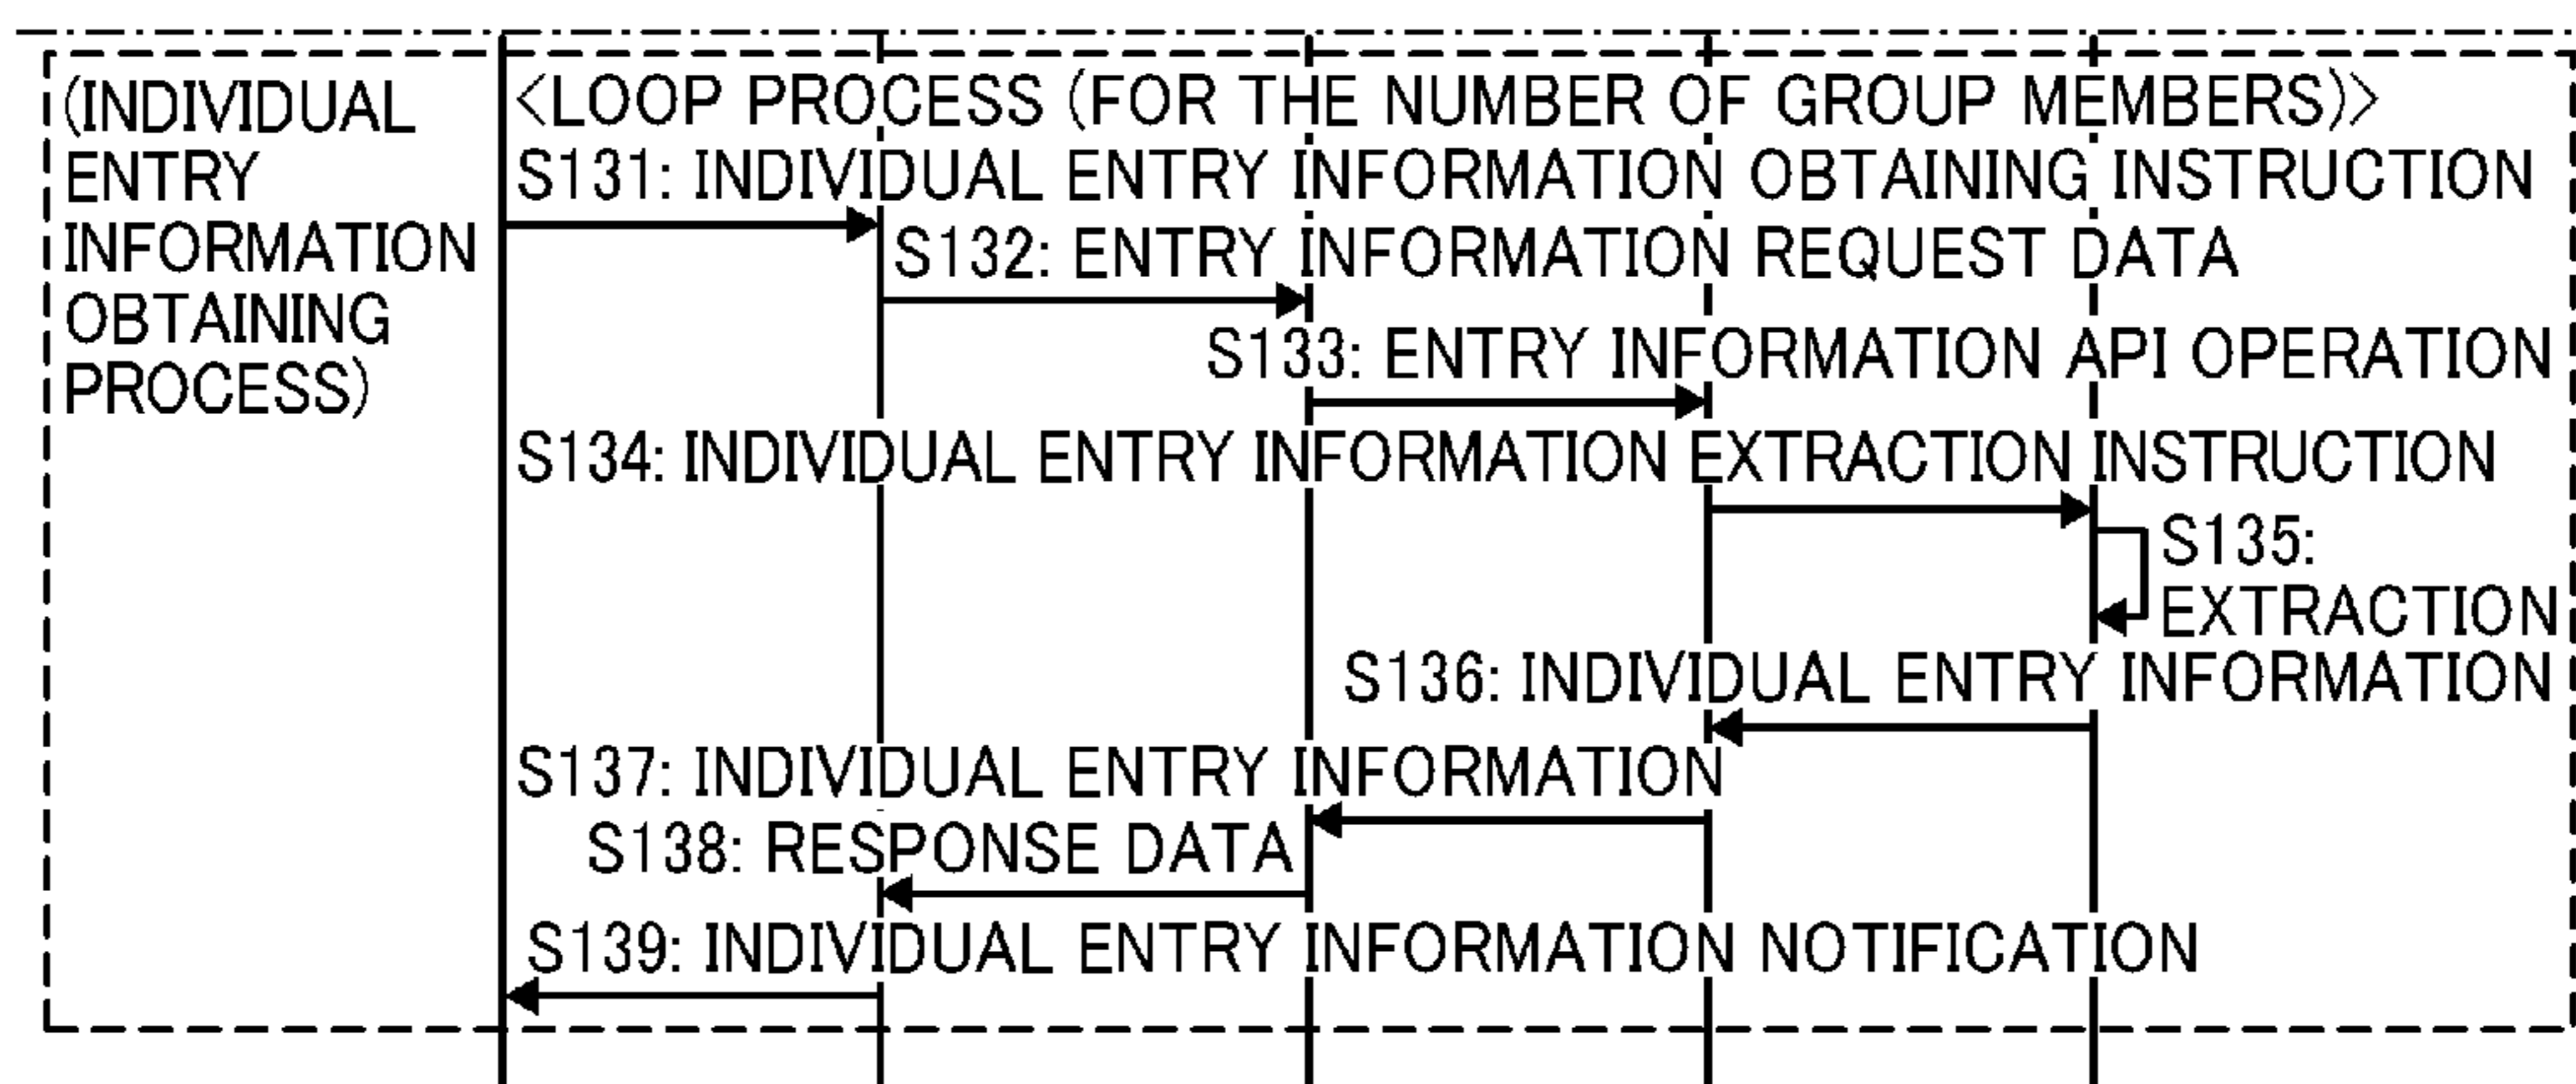 (INDIVIDUAL
ENTRY
INFORMATION
OBTAINING
PROCESS)
<LOOP PROCESS (FOR THE NUMBER OF GROUP MEMBERS)>
S131: INDIVIDUAL ENTRY INFORMATION OBTAINING INSTRUCTION
S132: ENTRY INFORMATION REQUEST DATA
S133: ENTRY INFORMATION API OPERATION
S134: INDIVIDUAL ENTRY INFORMATION EXTRACTION INSTRUCTION
S135:
EXTRACTION
S136: INDIVIDUAL ENTRY INFORMATION
S137: INDIVIDUAL ENTRY INFORMATION
S138: RESPONSE DATA
S139: INDIVIDUAL ENTRY INFORMATION NOTIFICATION